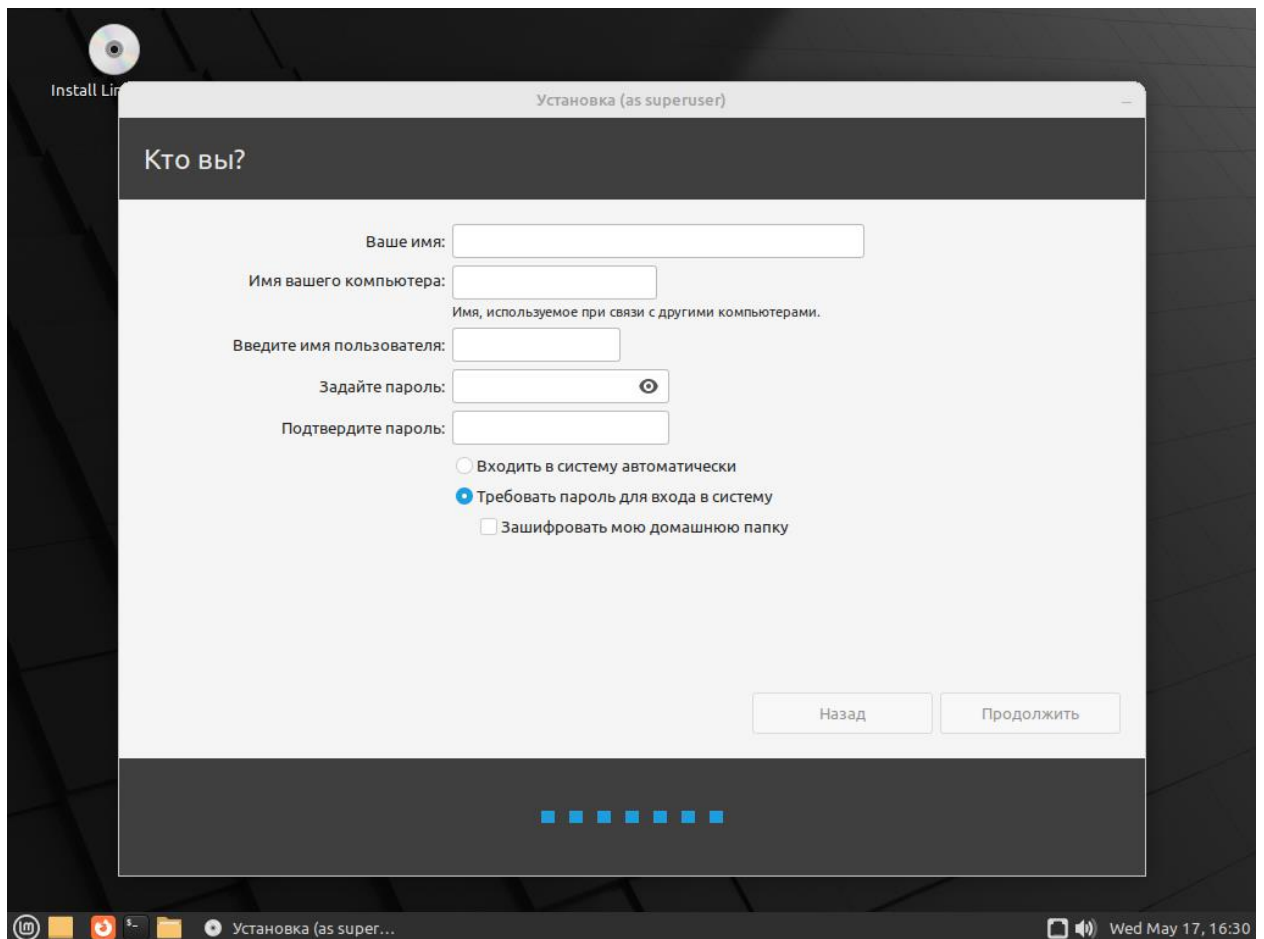 Install Lin
Установка (as superuser)
Кто вы?
Ваше имя:
Имя вашего компьютера:
Имя, используемое при связи с другими компьютерами.
Введите имя пользователя:
Задайте пароль:
Подтвердите пароль:
Входить в систему автоматически
Требовать пароль для входа в систему
Зашифровать мою домашнюю папку
Назад
Продолжить
Установка (as super...
Wed May 17, 16:30